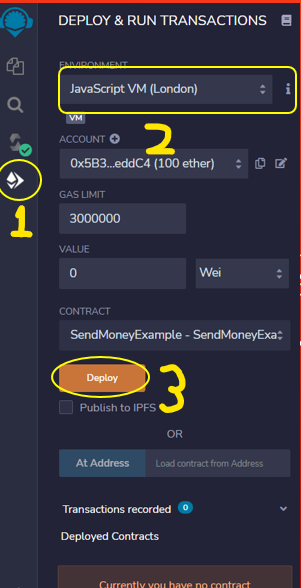 DEPLOY & RUN TRANSACTIONS
ENVIRONMENT
JavaScript VM (London)
VM
2
ACCOUNT
0x5B3...eddC4 (100 ether)
1
GAS LIMIT
3000000
VALUE
0 Wei
CONTRACT
SendMoneyExample - SendMoneyExa
Deploy
3
Publish to IPFS
OR
At Address Load contract from Address
Transactions recorded 0
Deployed Contracts
Currently you have no contract